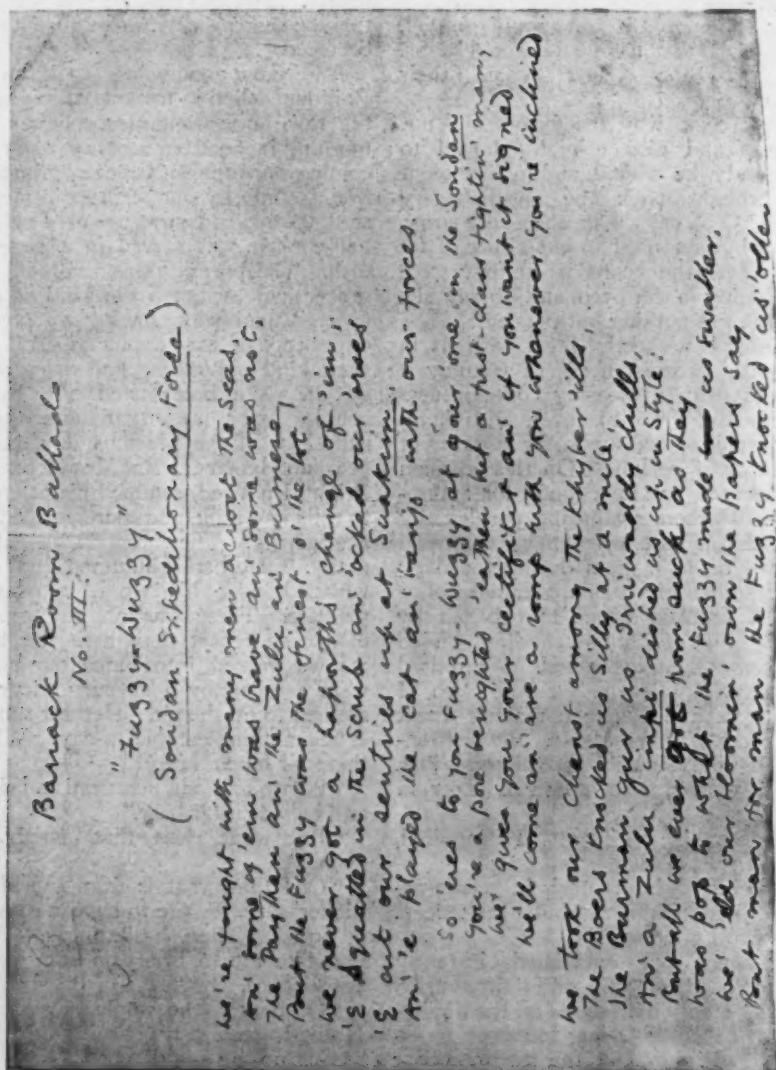 Barrack Room Ballads
No. III.
"Fuzzy-Wuzzy"
(Soudan Expeditionary Force)
We're fought with many men acrost the Seas,
An' some of 'em was brave an' some was not,
The Paythan an' the Zulu an' Burmese,
But the Fuzzy was the finest o' the lot.
We never got a haporth's change of 'im;
'E Squatted in the Scrub an' 'ocked our 'orses
'E cut our sentries up at Suakim
An' 'e played the cat an' banjo with our forces.
So 'eres to you Fuzzy-Wuzzy at your 'ome in the Soudan
You're a pore benighted 'eathen but a first-class fightin' man,
We gives you your certifikit an' if you want it signed
We'll come an' 'ave a romp with you whenever you're inclined
We took our chanst among the Khyber 'ills,
The Boers knocked us Silly at a mile,
The Burman guv us Irriwaddy chills,
An' a Zulu impi dished us up in Style:
But all we ever got from such as they
Was pop to what the Fuzzy made us swaller,
We 'eld our bloomin' own the papers say
But man for man the Fuzzy knocked us 'oller